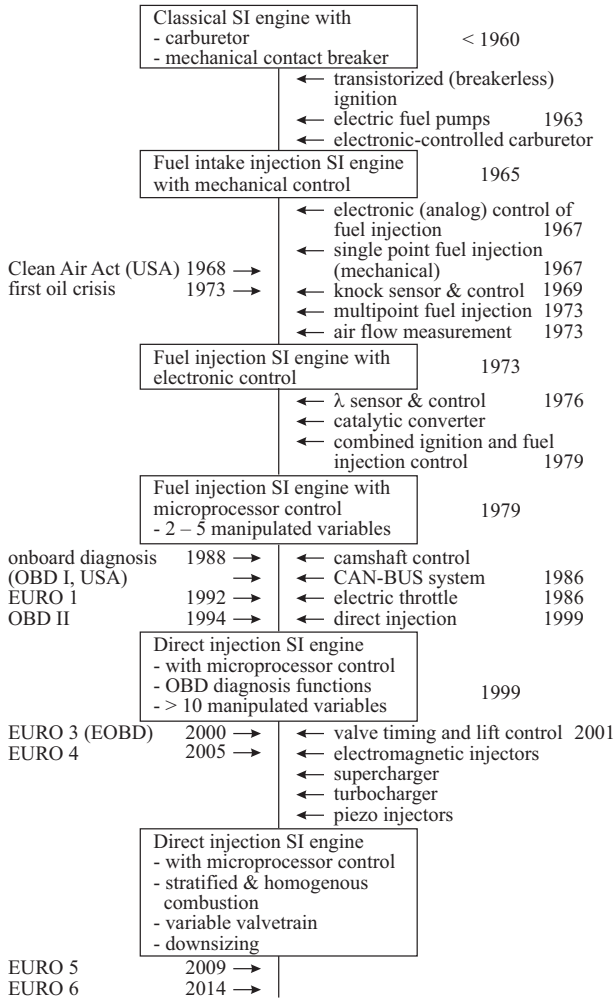 Classical SI engine with
- carburetor
- mechanical contact breaker
< 1960
transistorized (breakerless)
ignition
electric fuel pumps 1963
electronic-controlled carburetor
Fuel intake injection SI engine
with mechanical control
1965
electronic (analog) control of
fuel injection 1967
single point fuel injection
(mechanical) 1967
Clean Air Act (USA) 1968
first oil crisis 1973
knock sensor & control 1969
multipoint fuel injection 1973
air flow measurement 1973
Fuel injection SI engine with
electronic control
1973
λ sensor & control 1976
catalytic converter
combined ignition and fuel
injection control 1979
Fuel injection SI engine with
microprocessor control
- 2 – 5 manipulated variables
1979
onboard diagnosis 1988
(OBD I, USA)
EURO 1 1992
OBD II 1994
camshaft control
CAN-BUS system 1986
electric throttle 1986
direct injection 1999
Direct injection SI engine
- with microprocessor control
- OBD diagnosis functions
- > 10 manipulated variables
1999
EURO 3 (EOBD) 2000
EURO 4 2005
valve timing and lift control 2001
electromagnetic injectors
supercharger
turbocharger
piezo injectors
Direct injection SI engine
- with microprocessor control
- stratified & homogenous
combustion
- variable valvetrain
- downsizing
EURO 5 2009
EURO 6 2014